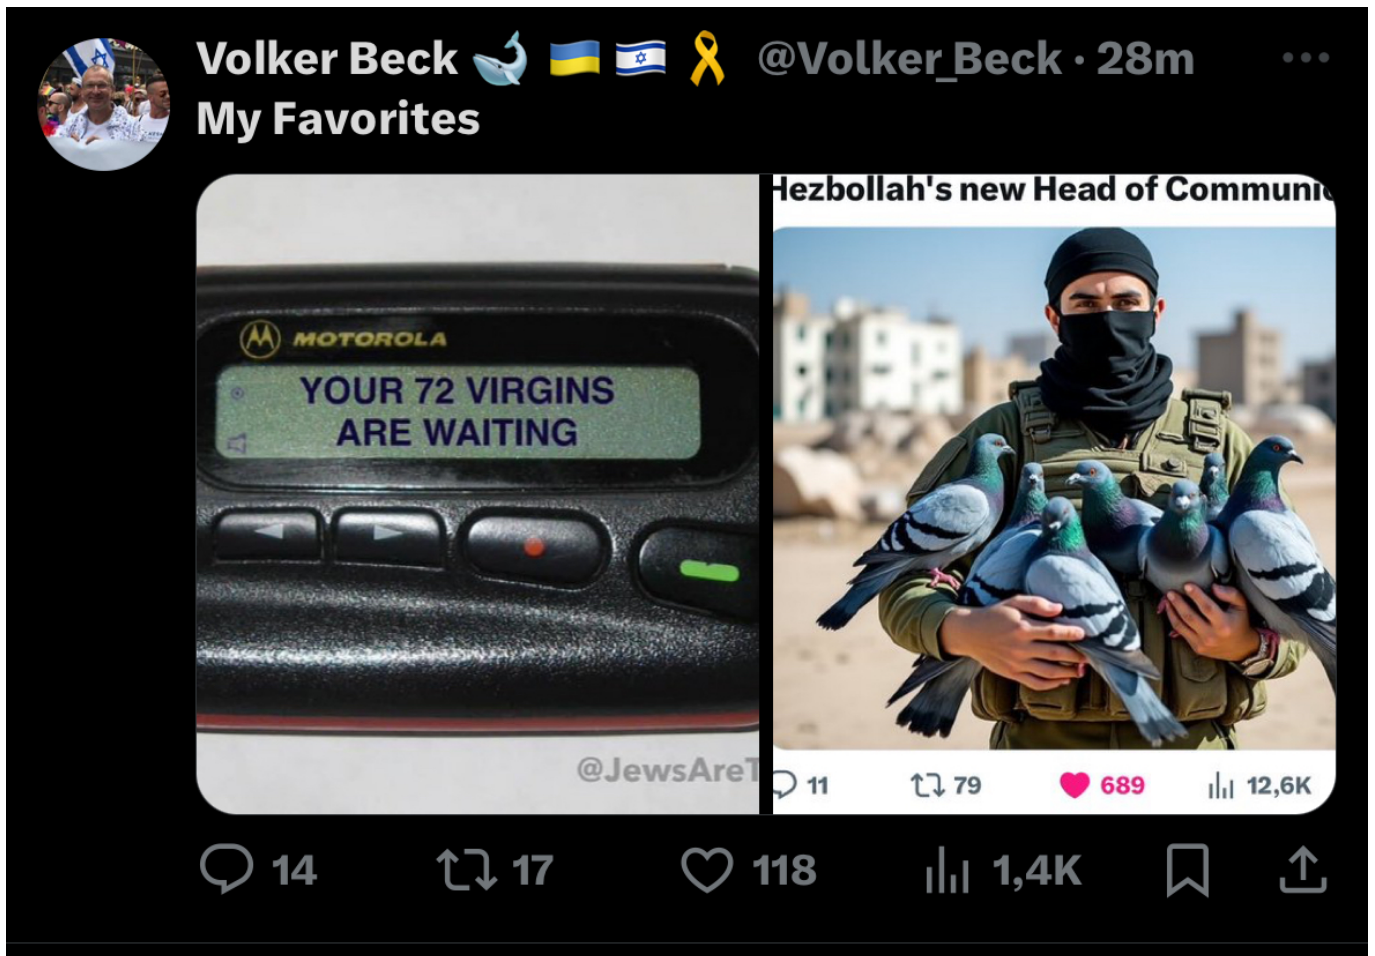 Volker Beck 🐳 🇺🇦 🇮🇱 🎗️ @Volker_Beck · 28m
My Favorites
MOTOROLA
YOUR 72 VIRGINS
ARE WAITING
@JewsAreT
Hezbollah's new Head of Communic
11 79 689 12,6K
14 17 118 1,4K